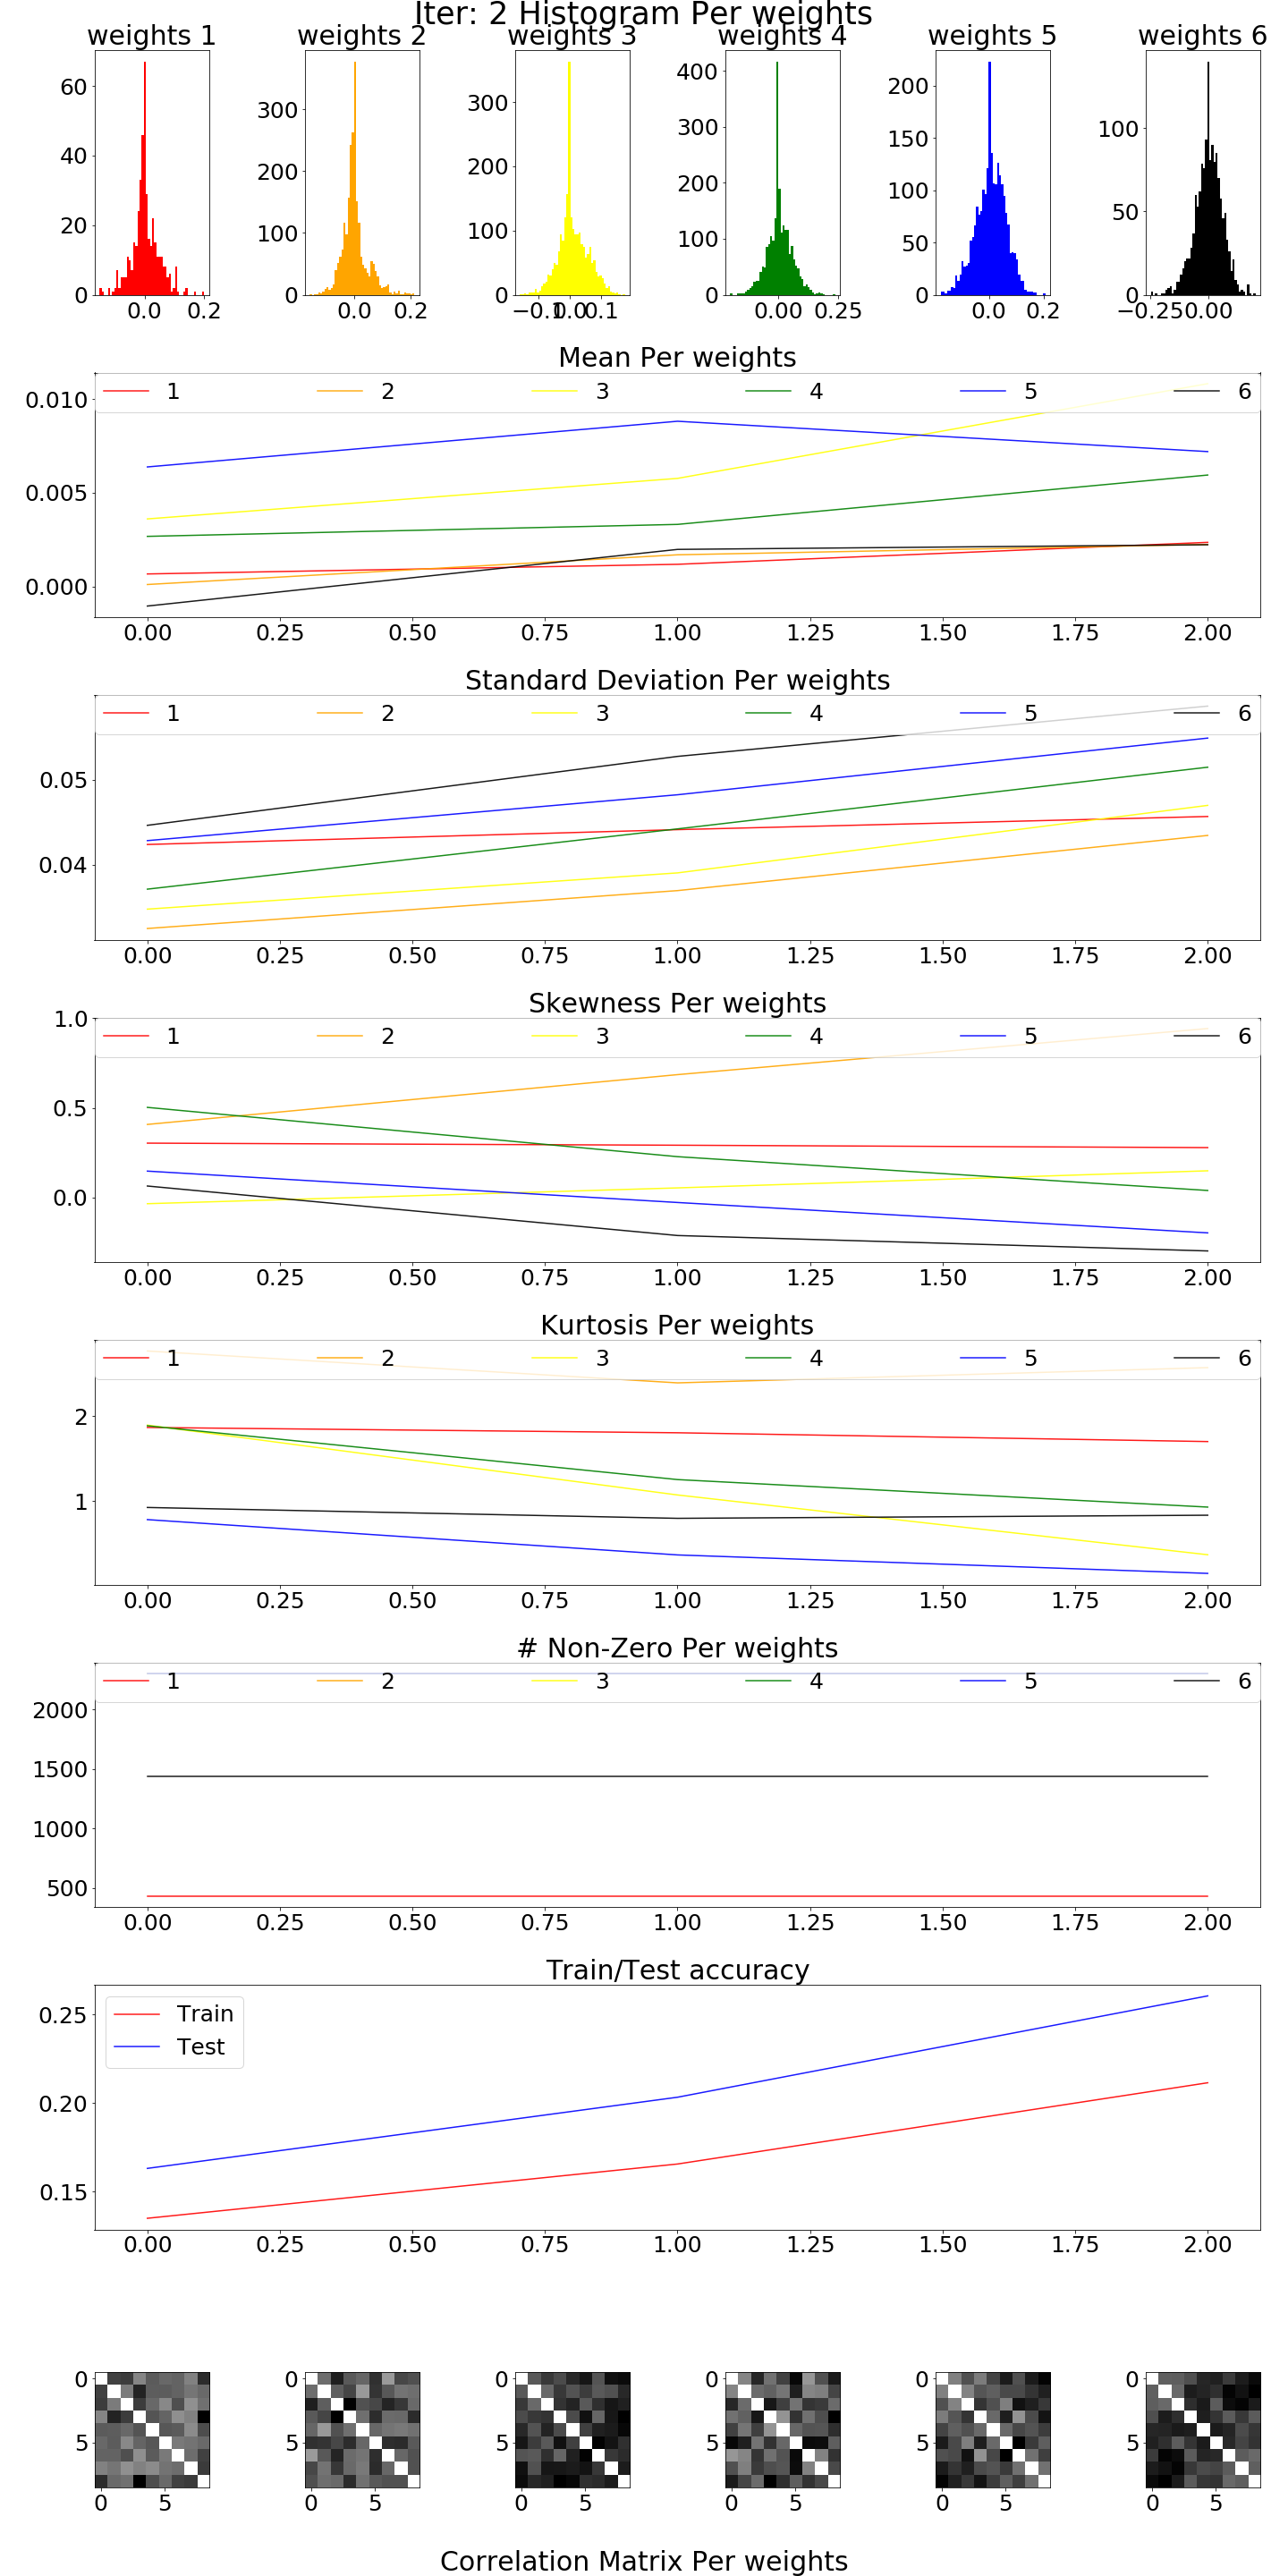 Iter: 2 Histogram Per weights
weights 1 weights 2 weights 3 weights 4 weights 5 weights 6
60 40 20 0 0.0 0.2
300 200 100 0 0.0 0.2
300 200 100 0 −0.1 0.0 0.1
400 300 200 100 0 0.00 0.25
200 150 100 50 0 0.0 0.2
100 50 0 −0.25 0.00
Mean Per weights
1 2 3 4 5 6
0.010
0.005
0.000
0.00 0.25 0.50 0.75 1.00 1.25 1.50 1.75 2.00
Standard Deviation Per weights
1 2 3 4 5 6
0.05
0.04
0.00 0.25 0.50 0.75 1.00 1.25 1.50 1.75 2.00
Skewness Per weights
1.0
1 2 3 4 5 6
0.5
0.0
0.00 0.25 0.50 0.75 1.00 1.25 1.50 1.75 2.00
Kurtosis Per weights
1 2 3 4 5 6
2
1
0.00 0.25 0.50 0.75 1.00 1.25 1.50 1.75 2.00
# Non-Zero Per weights
1 2 3 4 5 6
2000
1500
1000
500
0.00 0.25 0.50 0.75 1.00 1.25 1.50 1.75 2.00
Train/Test accuracy
Train
Test
0.25
0.20
0.15
0.00 0.25 0.50 0.75 1.00 1.25 1.50 1.75 2.00
0 0 0 0 0 0
5 5 5 5 5 5
0 5 0 5 0 5 0 5 0 5 0 5
Correlation Matrix Per weights